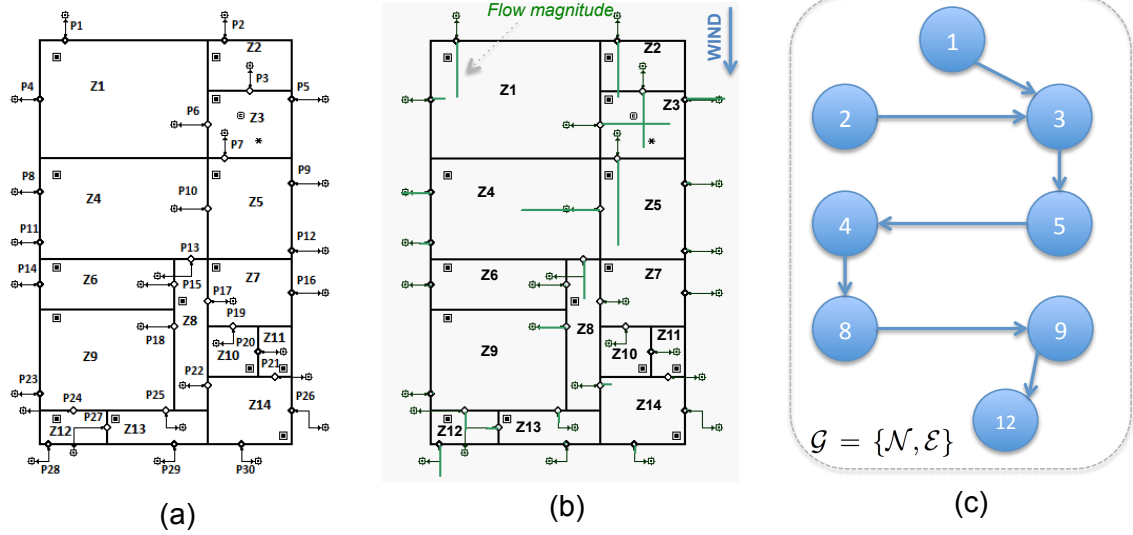 P1
P2
Z2
P3
Z1
P4
P5
P6
Z3
*
P7
P8
P9
Z4
P10
Z5
P11
P12
P13
P14
Z6
P15
Z7
P16
P17
Z8
P19
P18
Z9
Z10
P20
Z11
P21
P22
P23
P24
P25
Z14
P26
P27
Z12
Z13
P28
P29
P30
(a)
Flow magnitude
WIND
Z2
Z1
Z3
*
Z4
Z5
Z6
Z7
Z8
Z9
Z10
Z11
Z14
Z12
Z13
(b)
1
2
3
4
5
8
9
12
𝒢 = {𝒩, ℰ}
(c)